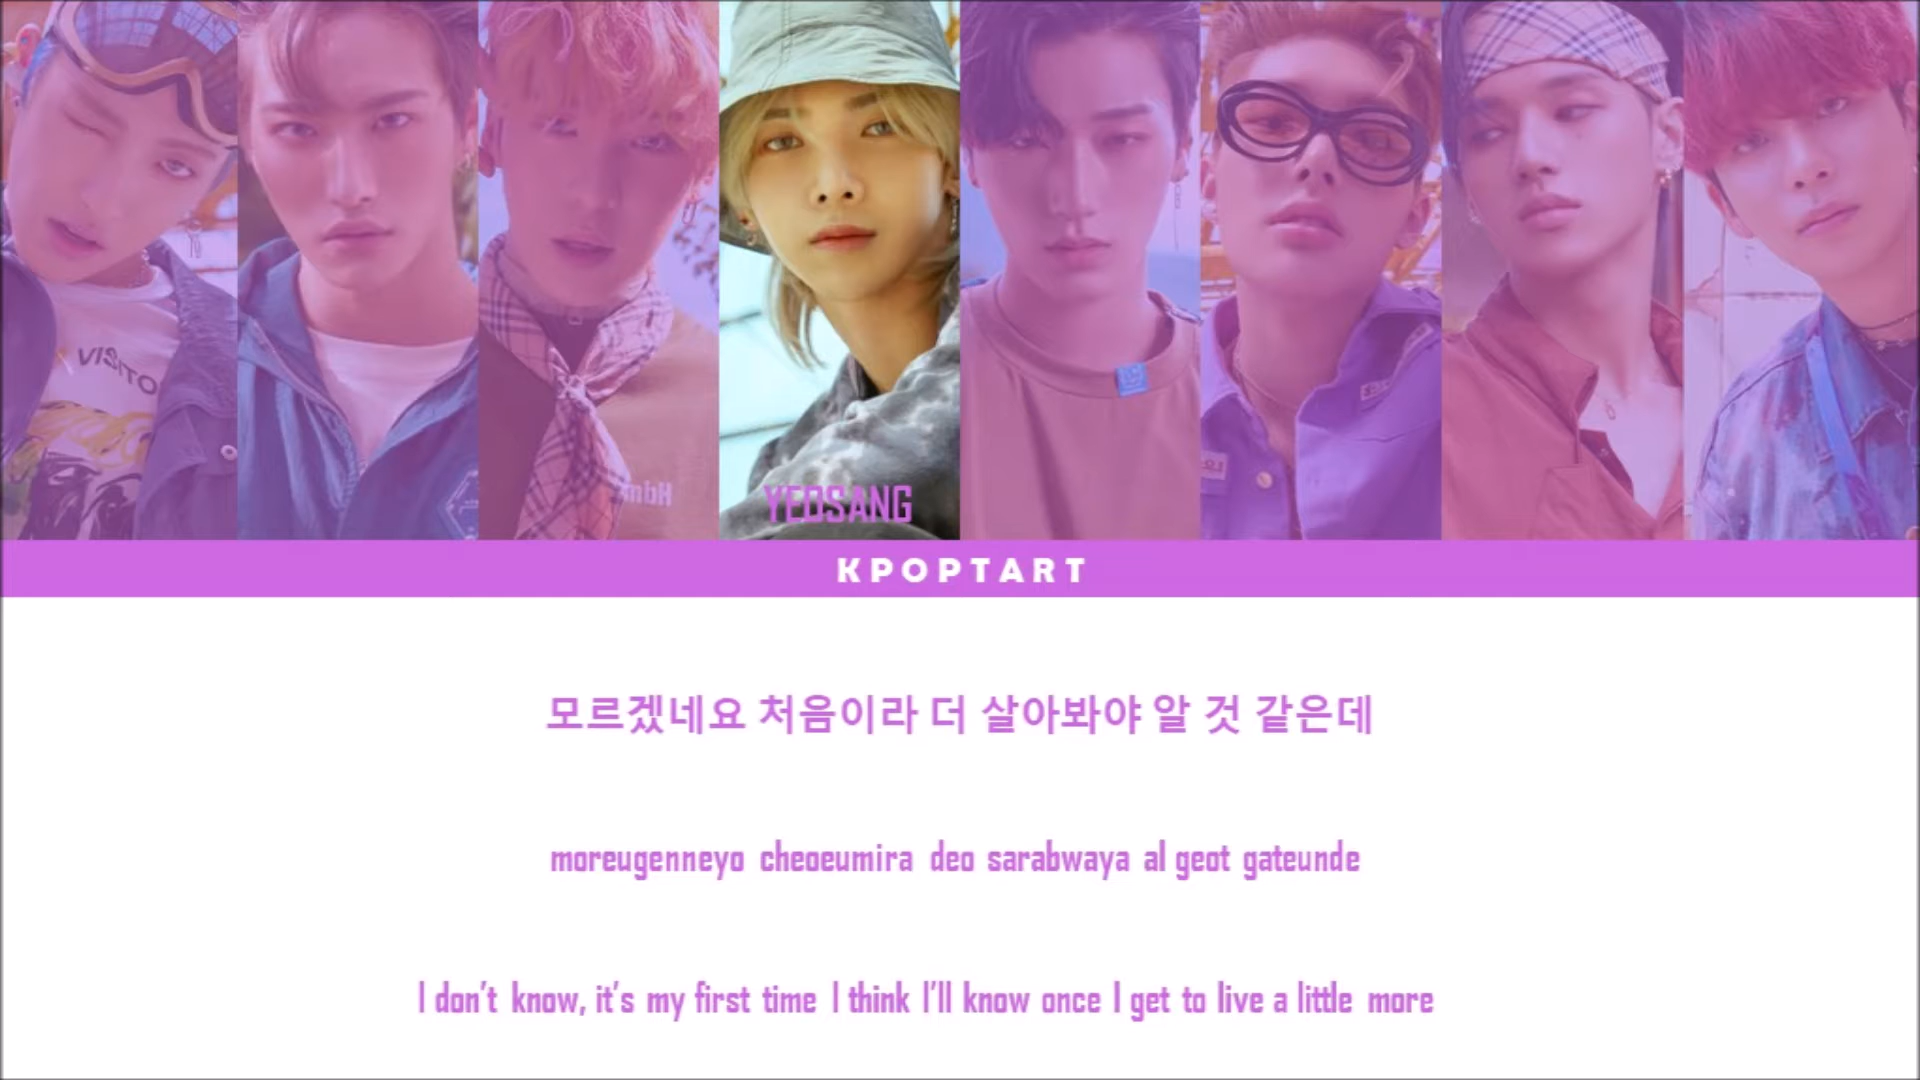 VISITO
HdmƎ
YEOSANG
KPOPTART
모르겠네요 처음이라 더 살아봐야 알 것 같은데
moreugenneyo cheoeumira deo sarabwaya al geot gateunde
I don't know, it's my first time I think I'll know once I get to live a little more